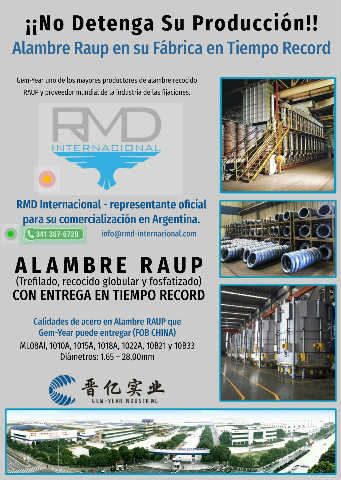 ¡¡No Detenga Su Producción!!
Alambre Raup en su Fábrica en Tiempo Record
Gem-Year uno de los mayores productores de alambre recocido
RAUP y proveedor mundial de la industria de las fijaciones.
RMD
INTERNACIONAL
RMD Internacional - representante oficial
para su comercialización en Argentina.
341 367-6729 info@rmd-internacional.com
ALAMBRE RAUP
(Trefilado, recocido globular y fosfatizado)
CON ENTREGA EN TIEMPO RECORD
Calidades de acero en Alambre RAUP que
Gem-Year puede entregar (FOB CHINA)
ML08Al, 1010A, 1015A, 1018A, 1022A, 10B21 y 10B33
Diámetros: 1.65 – 28,00mm
晋亿实业
GEM-YEAR INDUSTRIAL